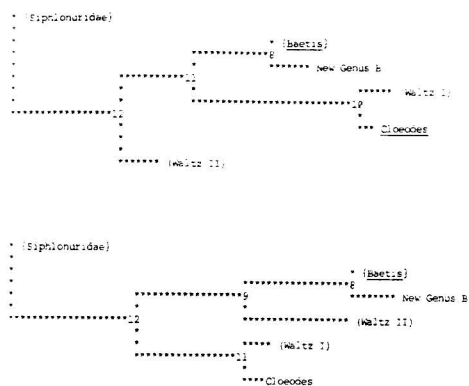 {Siphlonuridae}
{Baetis}
8
New Genus B
11
(Waltz I)
10
Cloeodes
12
(Waltz II)
{Siphlonuridae}
{Baetis}
8
New Genus B
9
(Waltz II)
12
(Waltz I)
11
Cloeodes